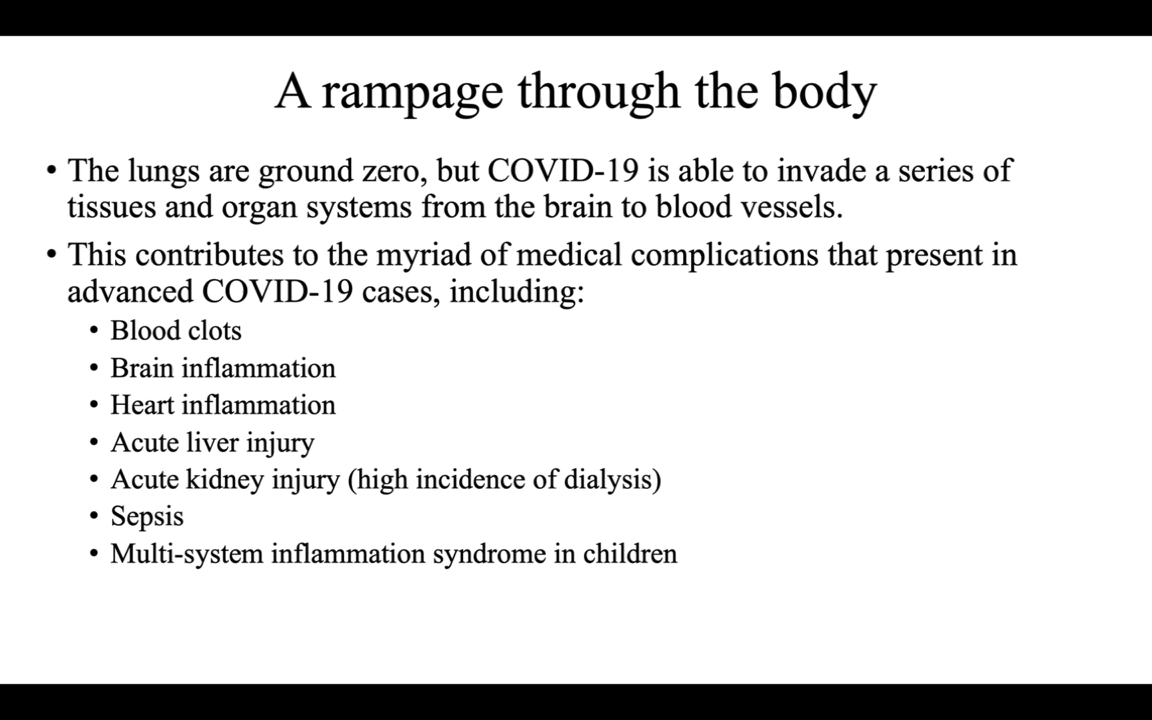 A rampage through the body
• The lungs are ground zero, but COVID-19 is able to invade a series of
tissues and organ systems from the brain to blood vessels.
• This contributes to the myriad of medical complications that present in
advanced COVID-19 cases, including:
• Blood clots
• Brain inflammation
• Heart inflammation
• Acute liver injury
• Acute kidney injury (high incidence of dialysis)
• Sepsis
• Multi-system inflammation syndrome in children